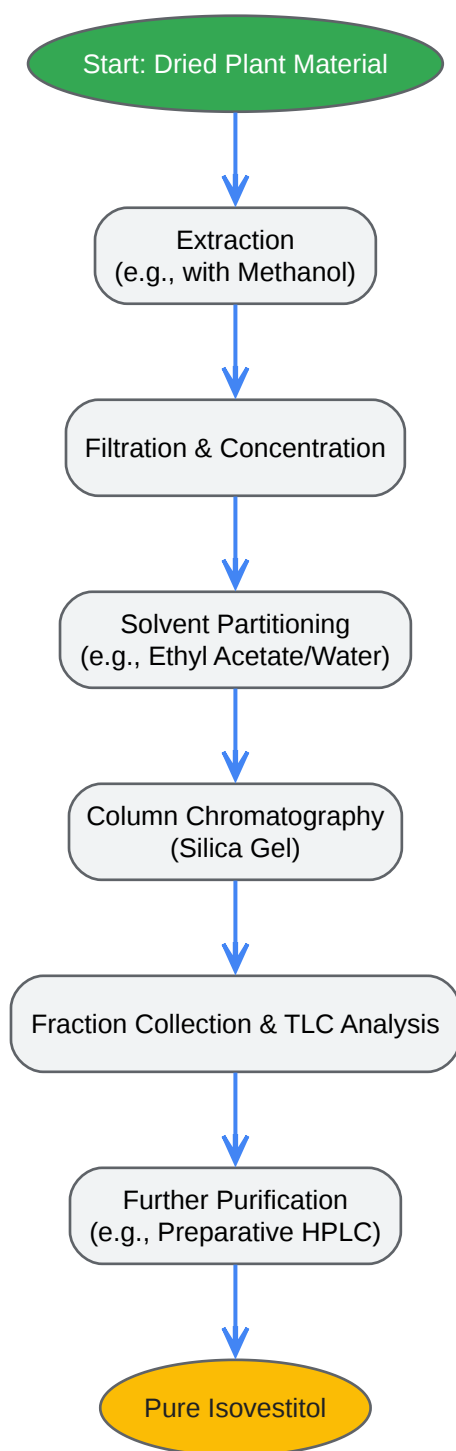 Start: Dried Plant Material
Extraction
(e.g., with Methanol)
Filtration & Concentration
Solvent Partitioning
(e.g., Ethyl Acetate/Water)
Column Chromatography
(Silica Gel)
Fraction Collection & TLC Analysis
Further Purification
(e.g., Preparative HPLC)
Pure Isovestitol